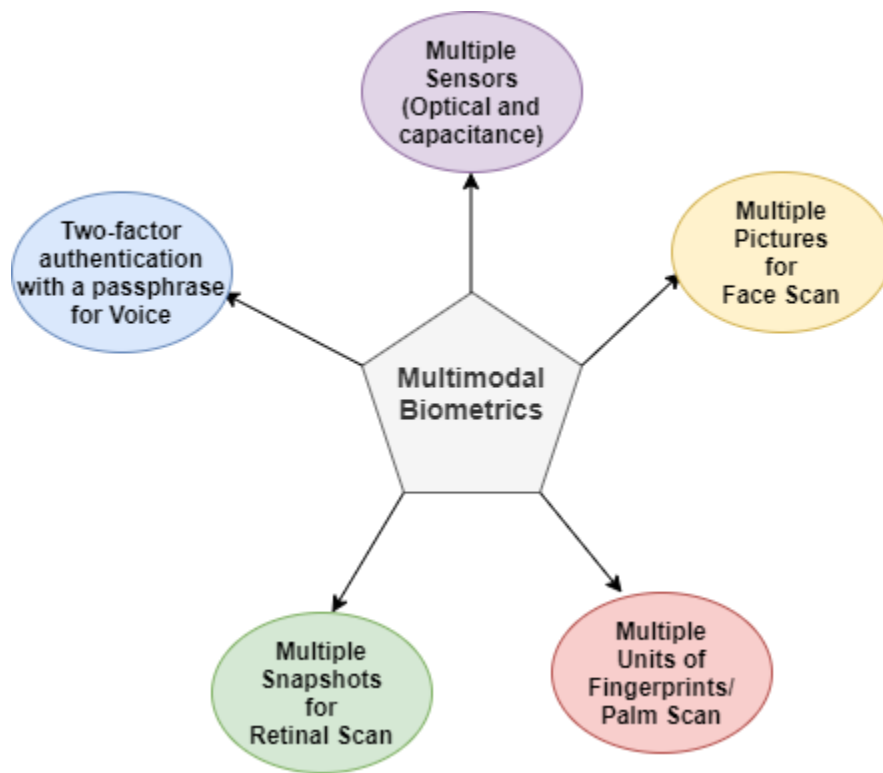 Multiple
Sensors
(Optical and
capacitance)
Two-factor
authentication
with a passphrase
for Voice
Multiple
Pictures
for
Face Scan
Multimodal
Biometrics
Multiple
Snapshots
for
Retinal Scan
Multiple
Units of
Fingerprints/
Palm Scan